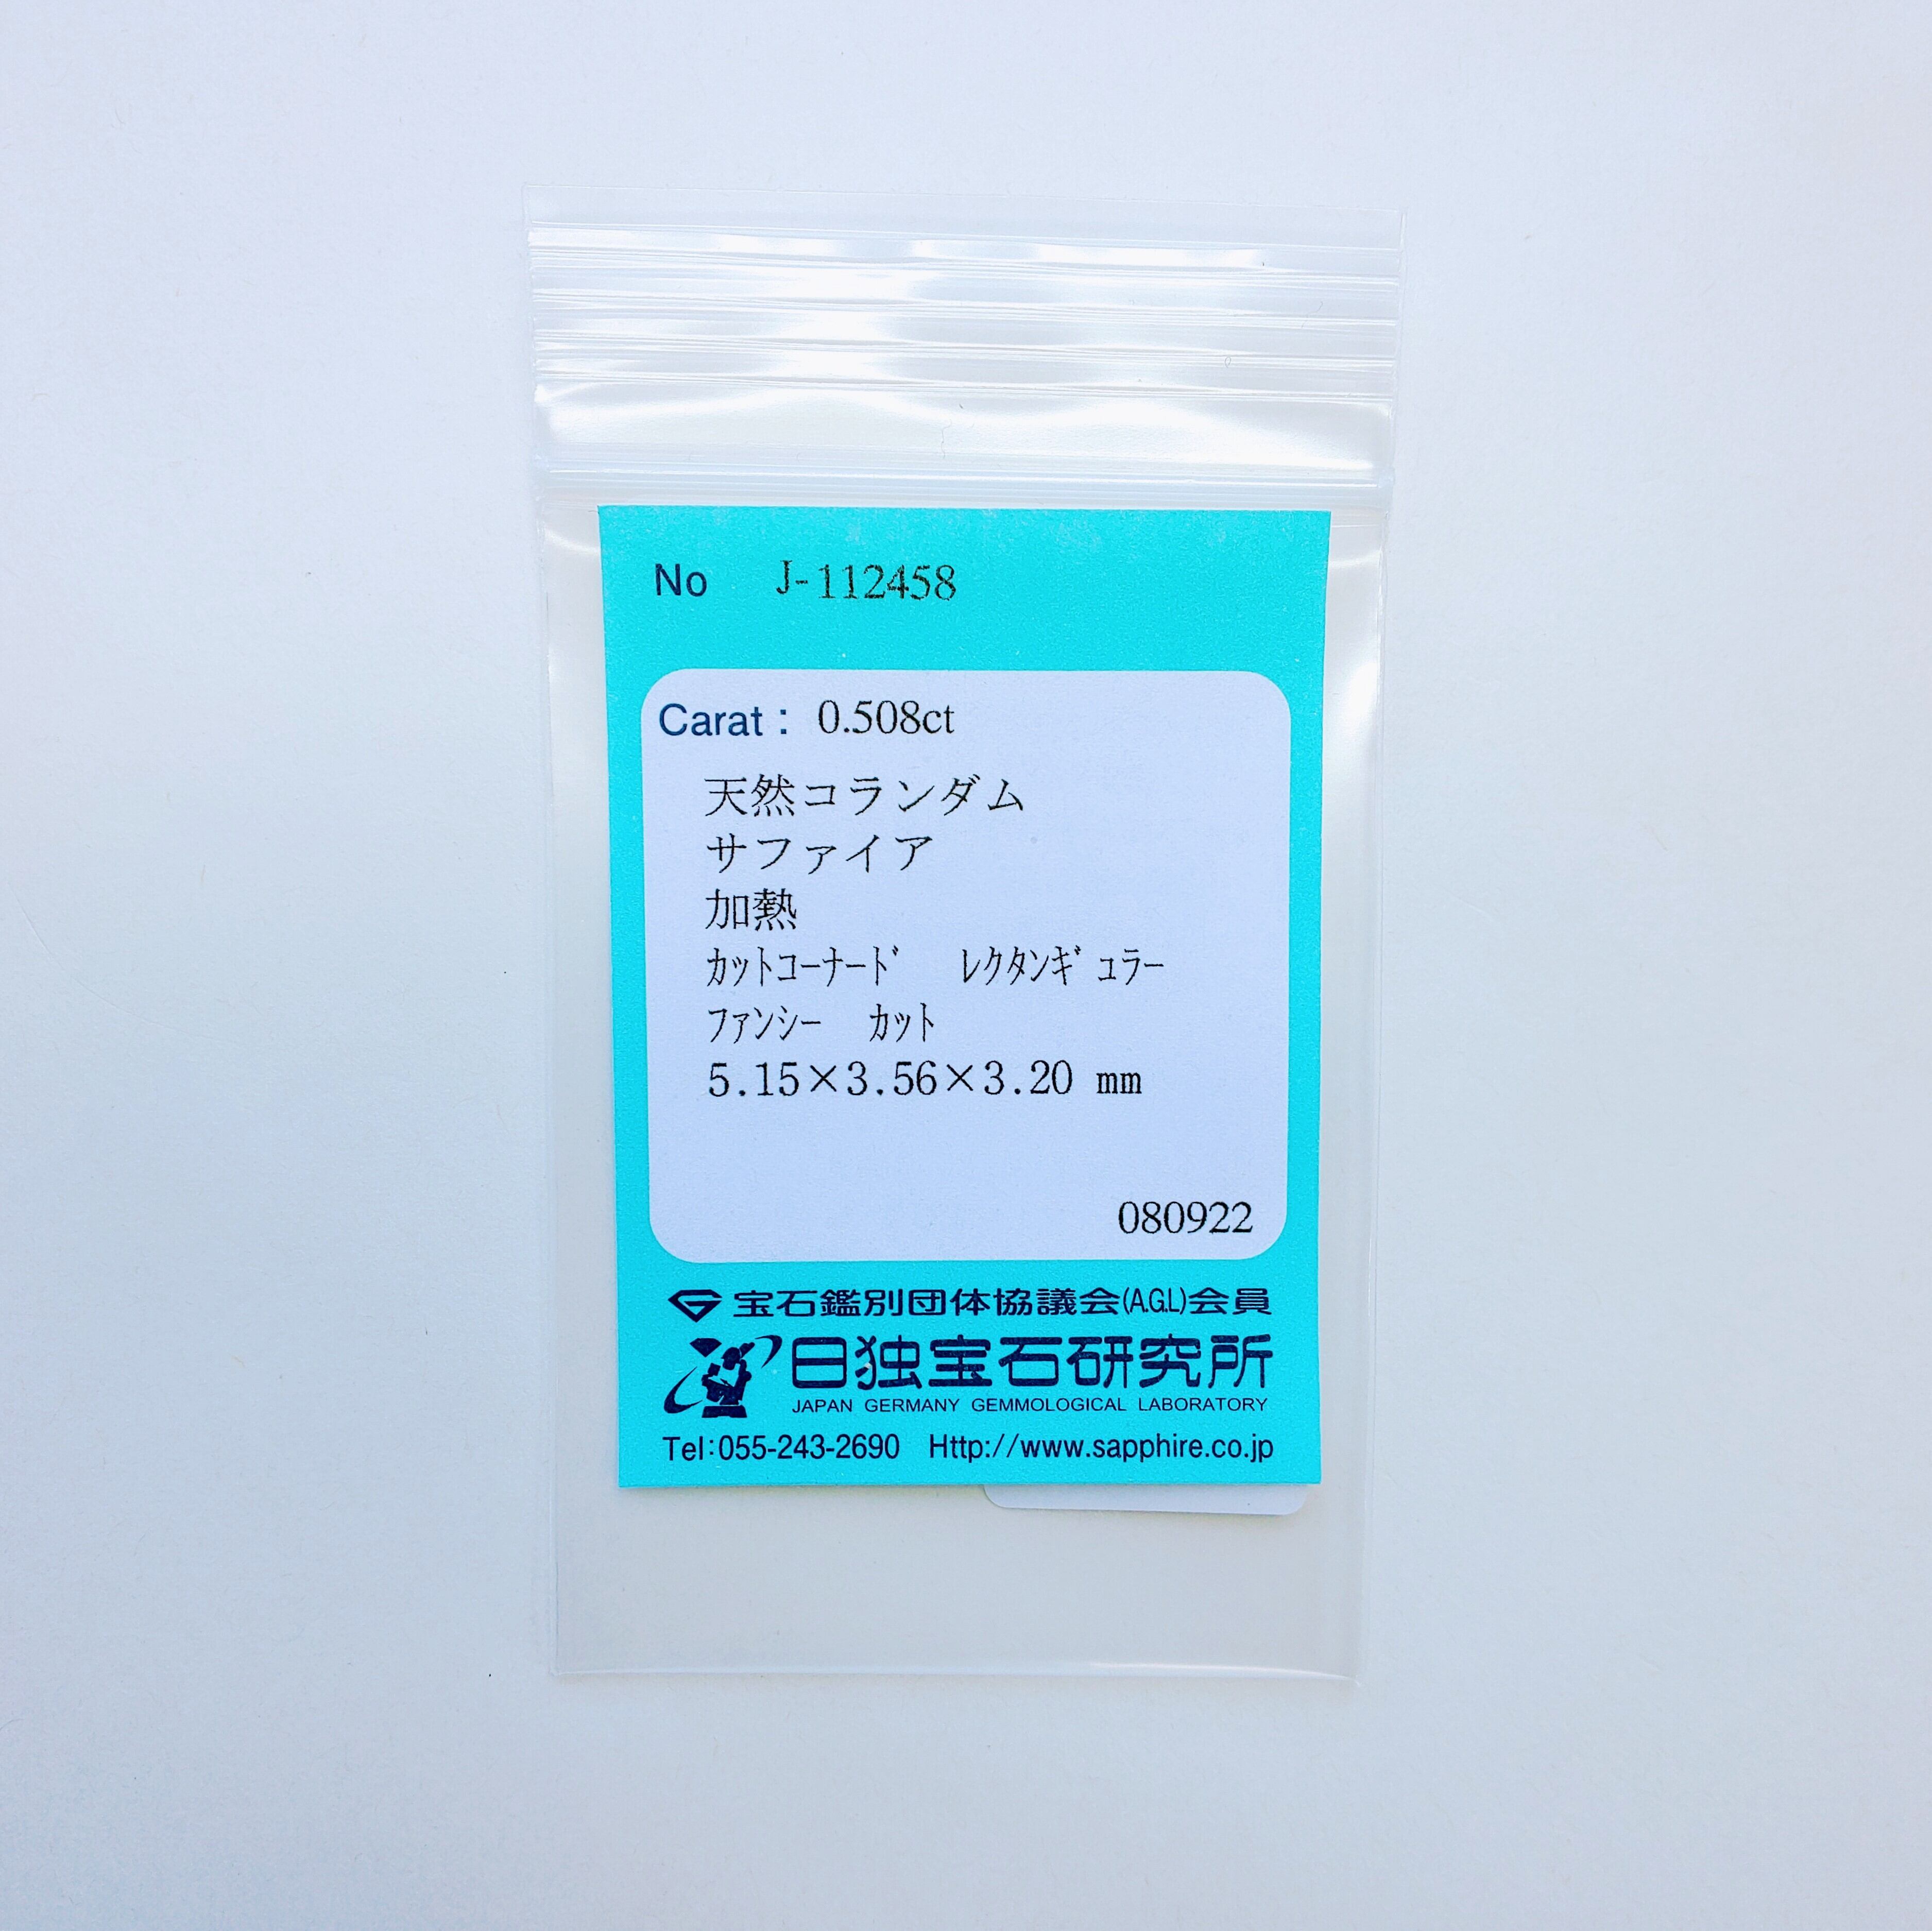 No J-112458
Carat： 0.508ct
天然コランダム
サファイア
加熱
ｶｯﾄｺｰﾅｰﾄﾞ ﾚｸﾀﾝｷﾞｭﾗｰ
ﾌｧﾝｼｰ ｶｯﾄ
5.15×3.56×3.20 mm
080922
宝石鑑別団体協議会(A.G.L)会員
日独宝石研究所
JAPAN GERMANY GEMMOLOGICAL LABORATORY
Tel:055-243-2690 Http://www.sapphire.co.jp